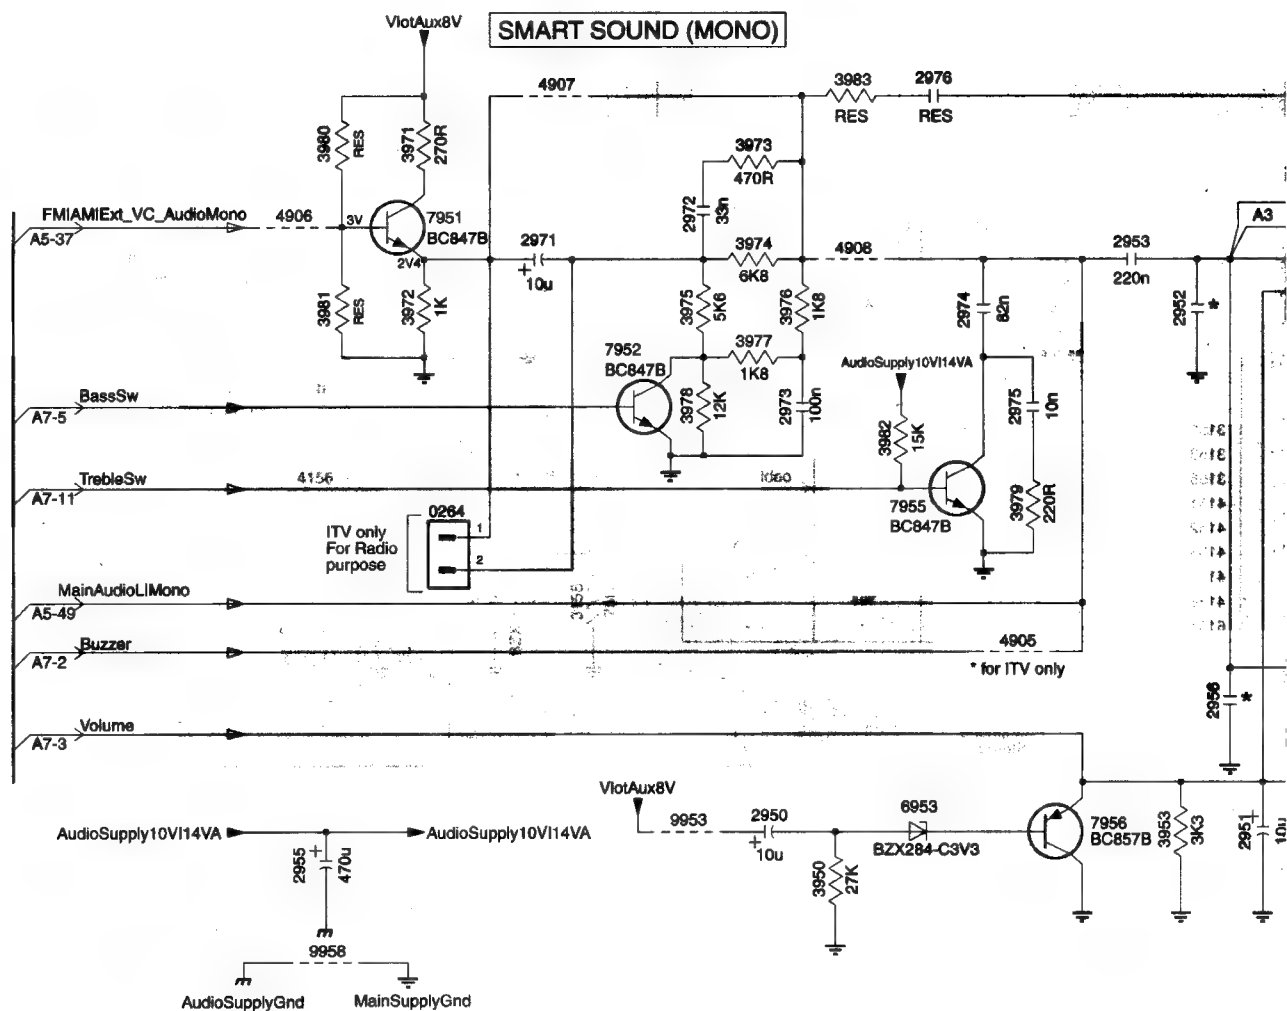 VlotAux8V
SMART SOUND (MONO)
4907
3983
RES
2976
RES
3980
RES
3971
270R
3973
470R
FMIAMIExt_VC_AudioMono
A5-37
4906
3V
7951
BC847B
2V4
2972
33n
2971
+
10µ
3974
6K8
4908
2953
220n
A3
3981
RES
3972
1K
3975
5K6
3976
1K8
2974
82n
2952
*
7952
BC847B
3977
1K8
AudioSupply10VI14VA
BassSw
A7-5
3978
12K
2973
100n
3982
15K
2975
10n
TrebleSw
A7-11
4156
7955
BC847B
3979
220R
ITV only
For Radio
purpose
0264
1
2
MainAudioLIMono
A5-49
Buzzer
A7-2
4905
* for ITV only
2956
*
Volume
A7-3
VlotAux8V
9953
2950
+
10u
6953
BZX284-C3V3
7956
BC857B
3953
3K3
2951
+
10u
3950
27K
AudioSupply10VI14VA
AudioSupply10VI14VA
2955
+
470u
9958
AudioSupplyGnd
MainSupplyGnd